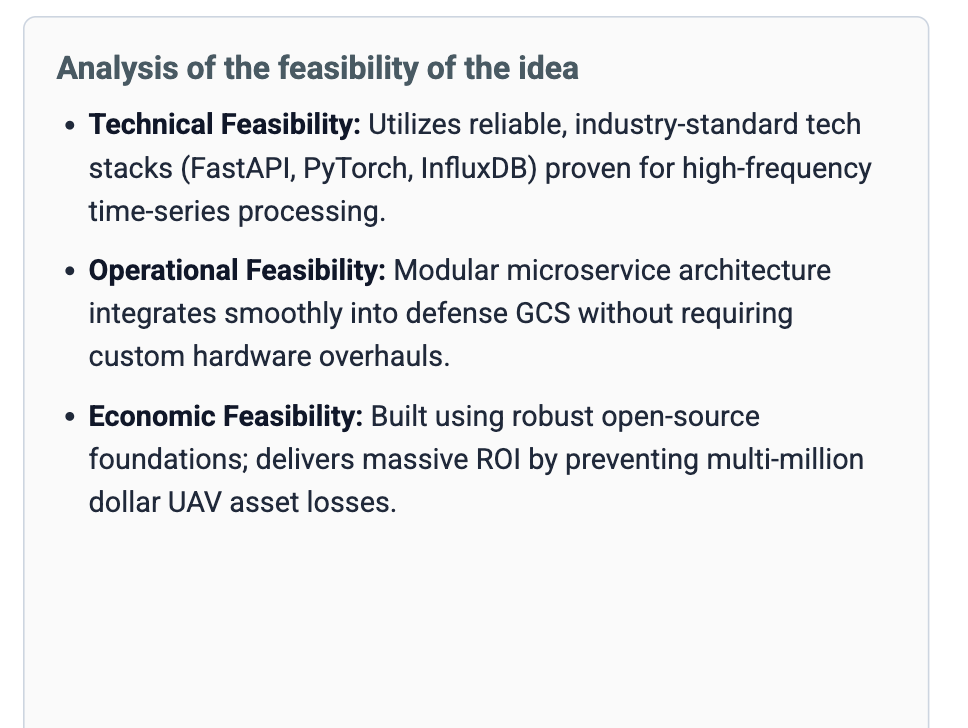 Analysis of the feasibility of the idea
• Technical Feasibility: Utilizes reliable, industry-standard tech
stacks (FastAPI, PyTorch, InfluxDB) proven for high-frequency
time-series processing.
• Operational Feasibility: Modular microservice architecture
integrates smoothly into defense GCS without requiring
custom hardware overhauls.
• Economic Feasibility: Built using robust open-source
foundations; delivers massive ROI by preventing multi-million
dollar UAV asset losses.